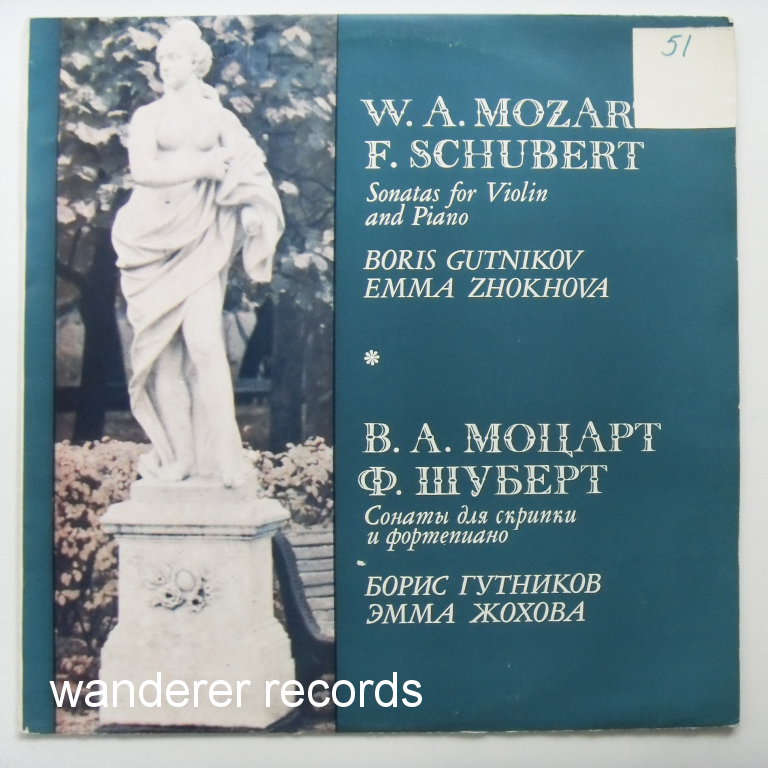 51
W. A. MOZAR
F. SCHUBERT
Sonatas for Violin
and Piano
BORIS GUTNIKOV
EMMA ZHOKHOVA
*
В. А. МОЦАРТ
Ф. ШУБЕРТ
Сонаты для скрипки
и фортепиано
БОРИС ГУТНИКОВ
ЭММА ЖОХОВА
wanderer records